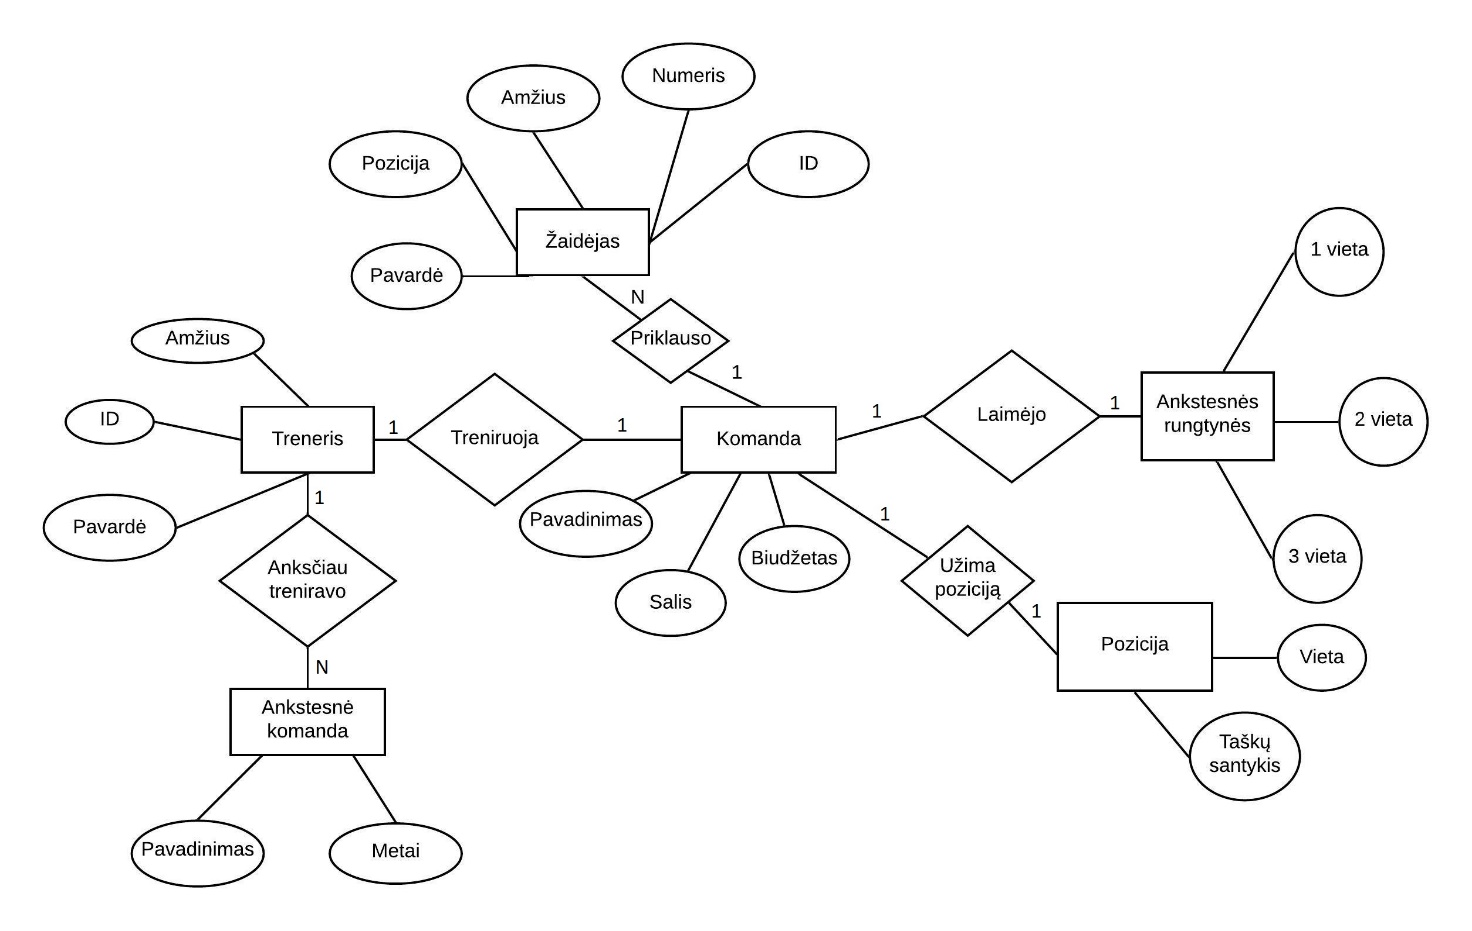 Numeris
Amžius
Pozicija
ID
Žaidėjas
Pavardė
N
Priklauso
1
1 vieta
Amžius
ID
Treneris
1
Treniruoja
1
Komanda
1
Laimėjo
1
Ankstesnės
rungtynės
2 vieta
Pavardė
1
Pavadinimas
Salis
Biudžetas
1
Užima
poziciją
1
3 vieta
Anksčiau
treniravo
N
Pozicija
Vieta
Taškų
santykis
Ankstesnė
komanda
Pavadinimas
Metai